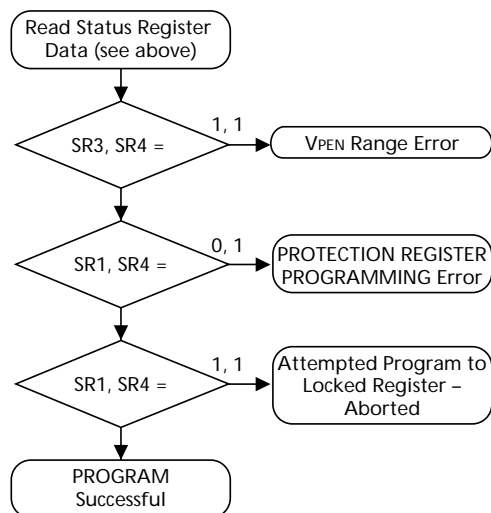 Read Status Register
Data (see above)
1, 1
SR3, SR4 =
VPEN Range Error
0, 1
SR1, SR4 =
PROTECTION REGISTER
PROGRAMMING Error
1, 1
SR1, SR4 =
Attempted Program to
Locked Register –
Aborted
PROGRAM
Successful